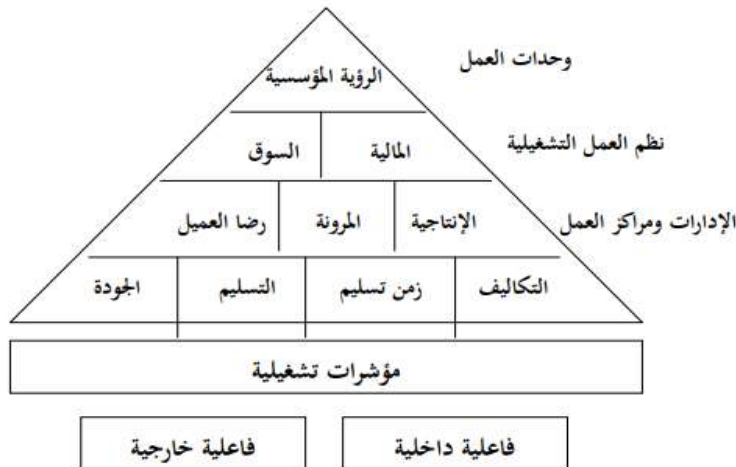 وحدات العمل
الرؤية المؤسسية
نظم العمل التشغيلية
المالية
السوق
الإدارات ومراكز العمل
الإنتاجية
المرونة
رضا العميل
التكاليف
زمن تسليم
التسليم
الجودة
مؤشرات تشغيلية
فاعلية داخلية
فاعلية خارجية